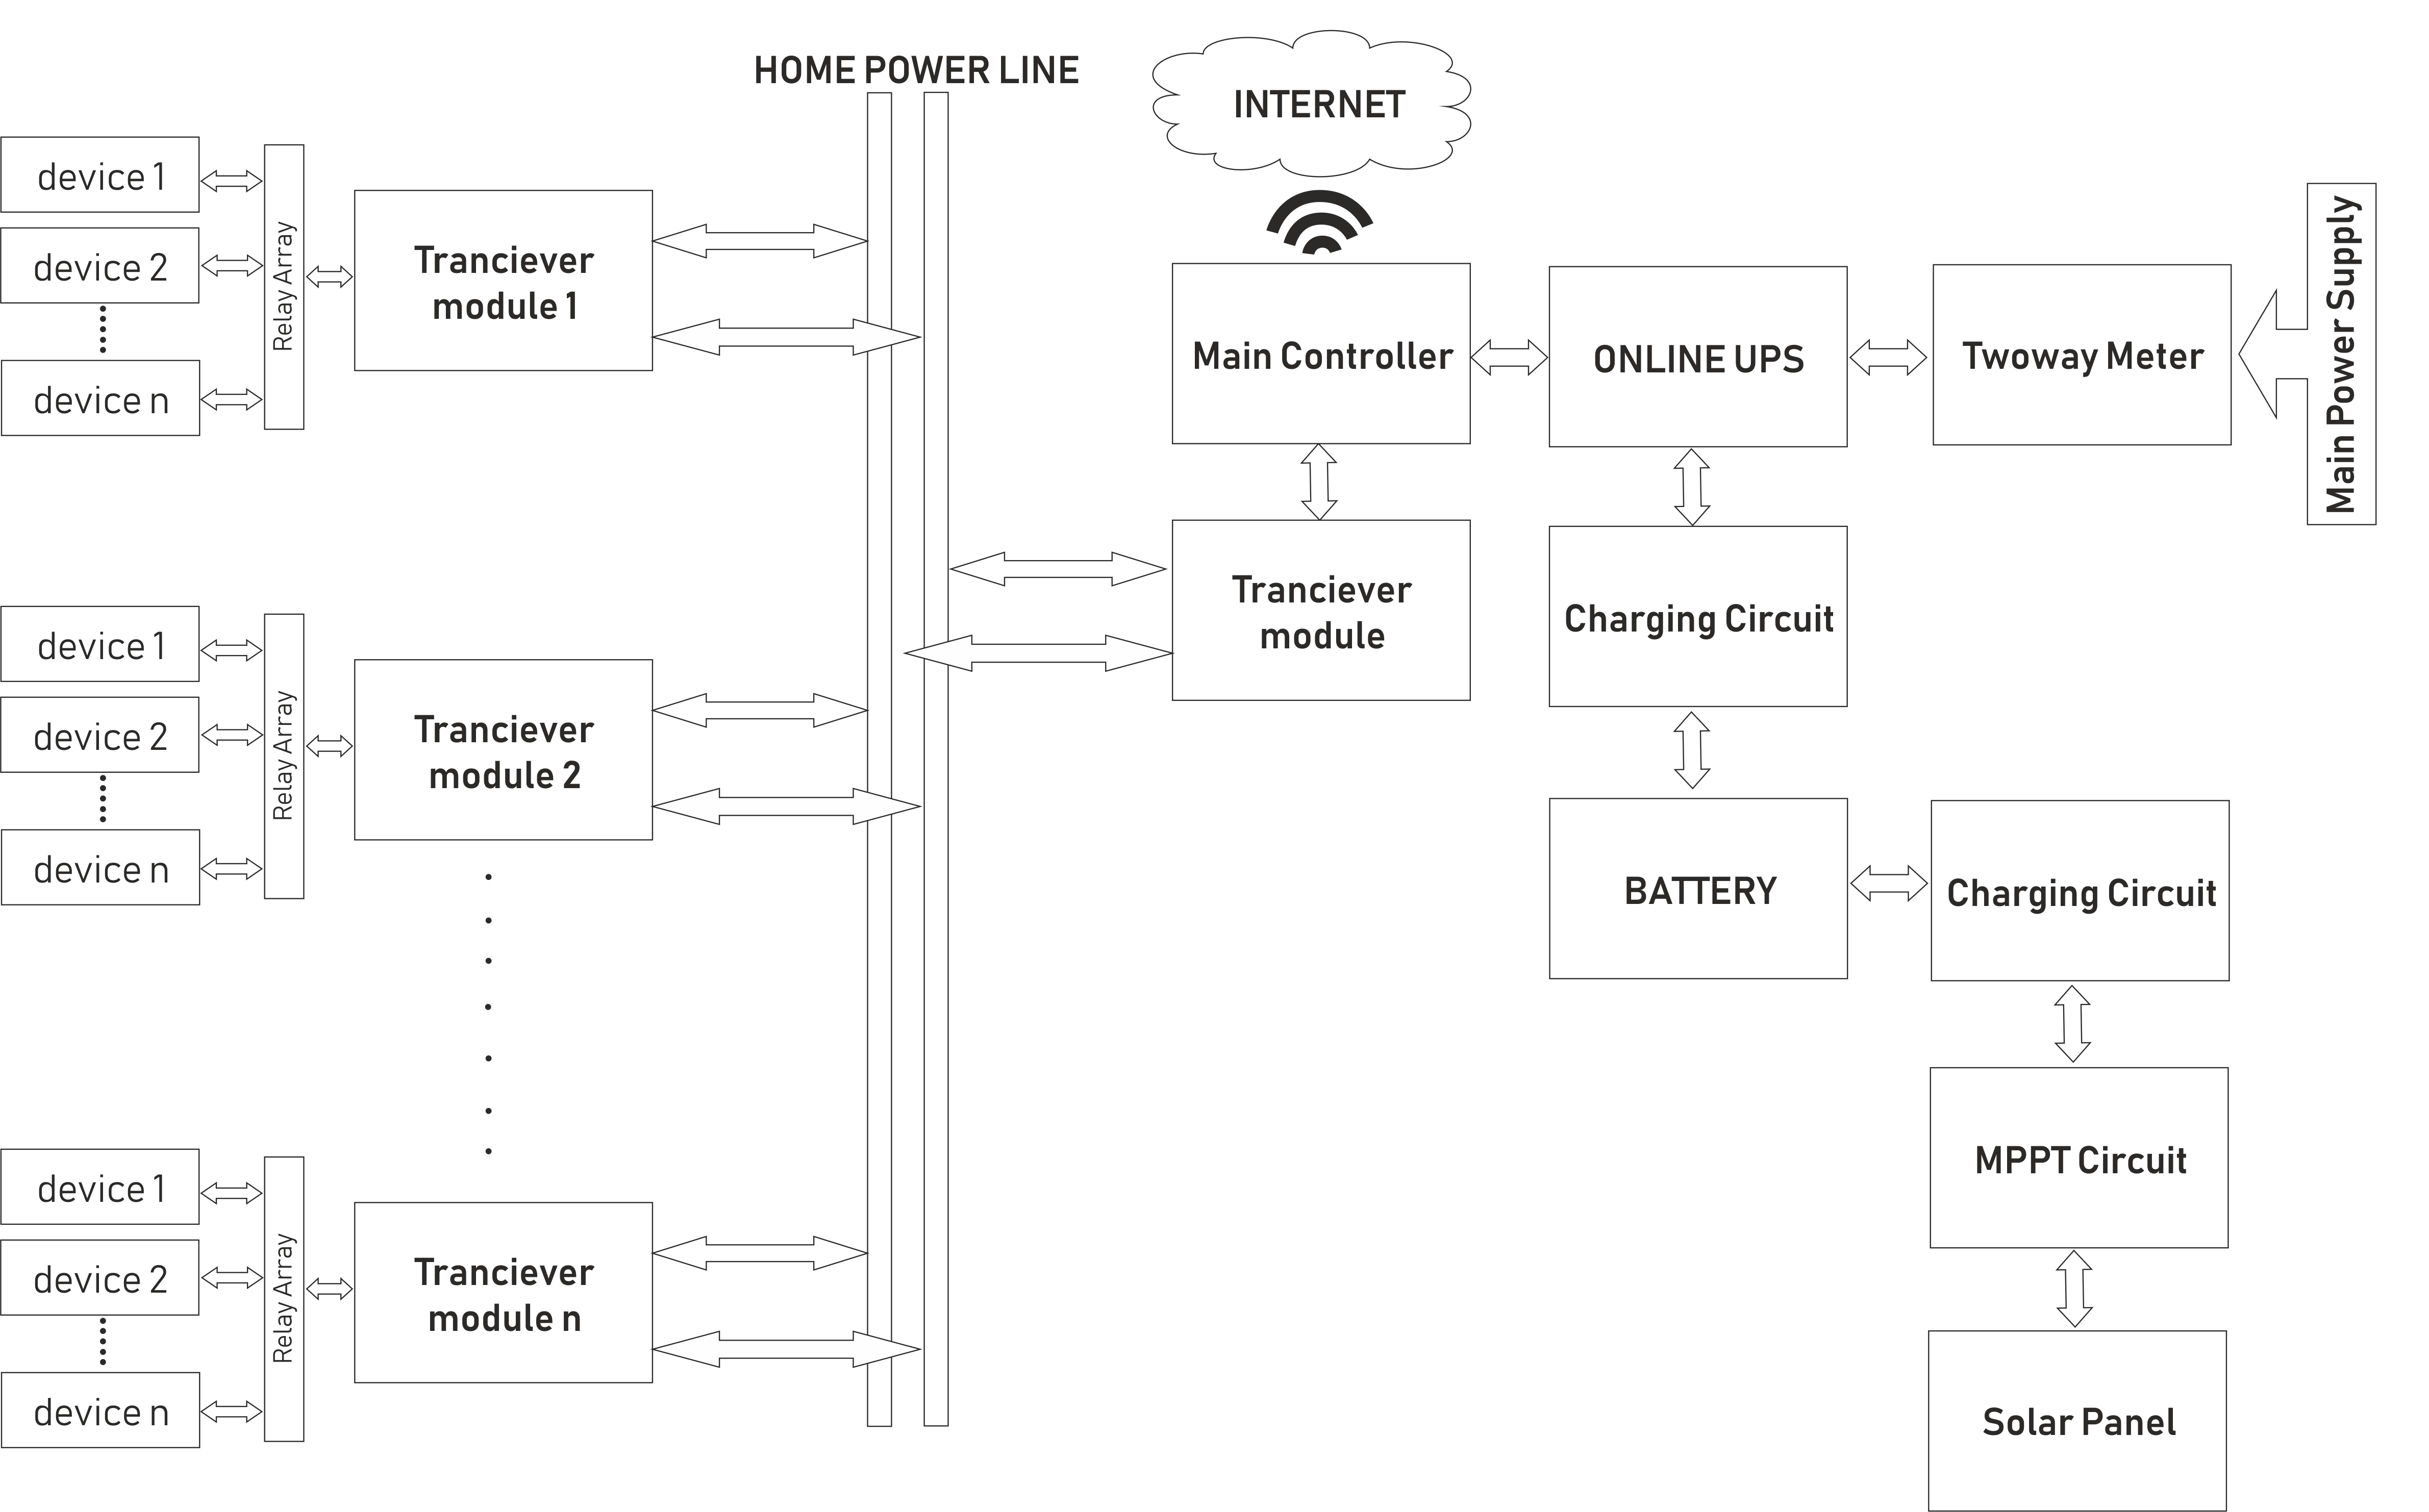 HOME POWER LINE
INTERNET
device 1
device 2
device n
Relay Array
Tranciever
module 1
Main Controller
ONLINE UPS
Twoway Meter
Main Power Supply
Tranciever
module
Charging Circuit
device 1
device 2
device n
Relay Array
Tranciever
module 2
BATTERY
Charging Circuit
MPPT Circuit
device 1
device 2
device n
Relay Array
Tranciever
module n
Solar Panel